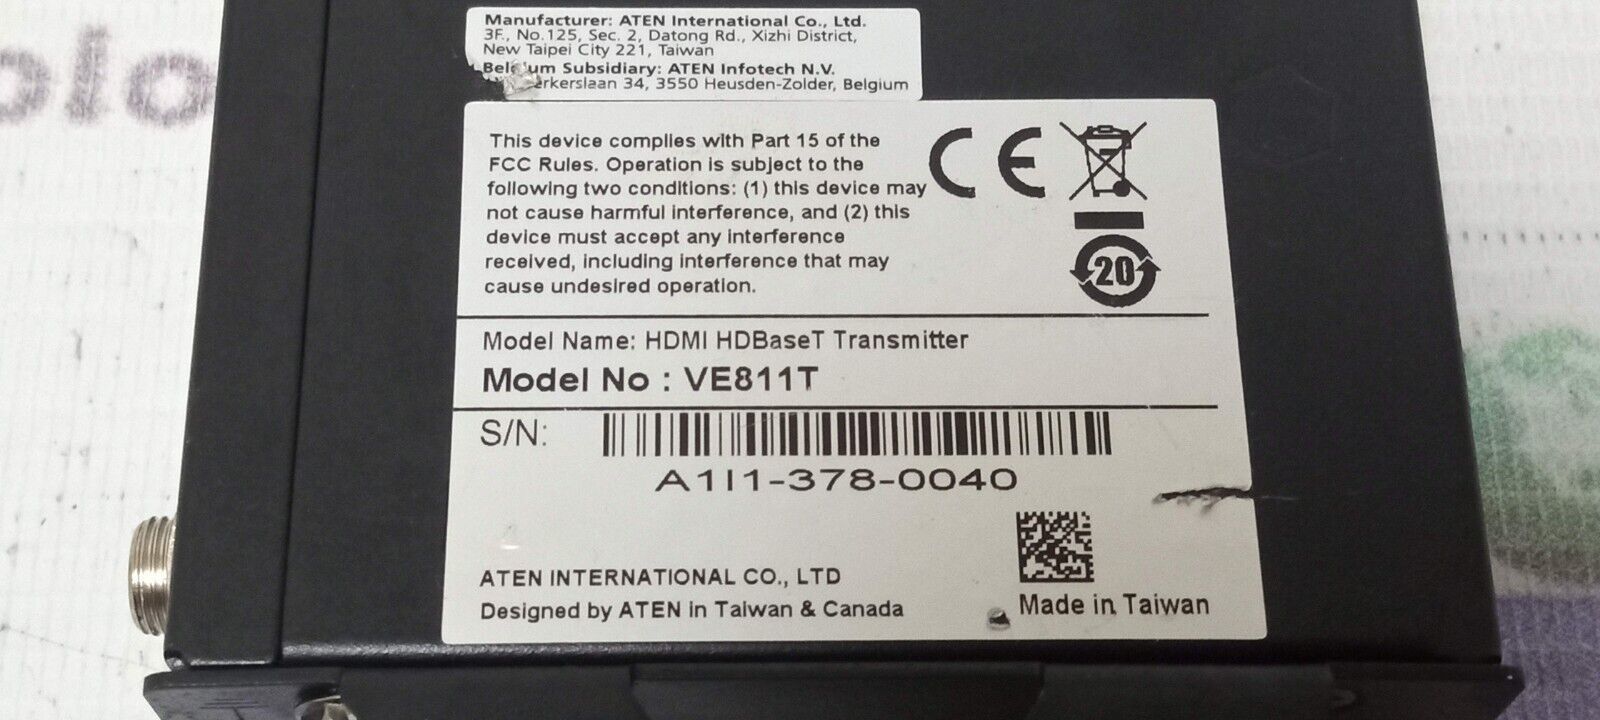 Manufacturer: ATEN International Co., Ltd.
3F., No.125, Sec. 2, Datong Rd., Xizhi District,
New Taipei City 221, Taiwan
Belgium Subsidiary: ATEN Infotech N.V.
34, 3550 Heusden-Zolder, Belgium
This device complies with Part 15 of the
FCC Rules. Operation is subject to the
following two conditions: (1) this device may
not cause harmful interference, and (2) this
device must accept any interference
received, including interference that may
cause undesired operation.
CE
20
Model Name: HDMI HDBaseT Transmitter
Model No : VE811T
S/N:
A1I1-378-0040
ATEN INTERNATIONAL CO., LTD
Designed by ATEN in Taiwan & Canada
Made in Taiwan